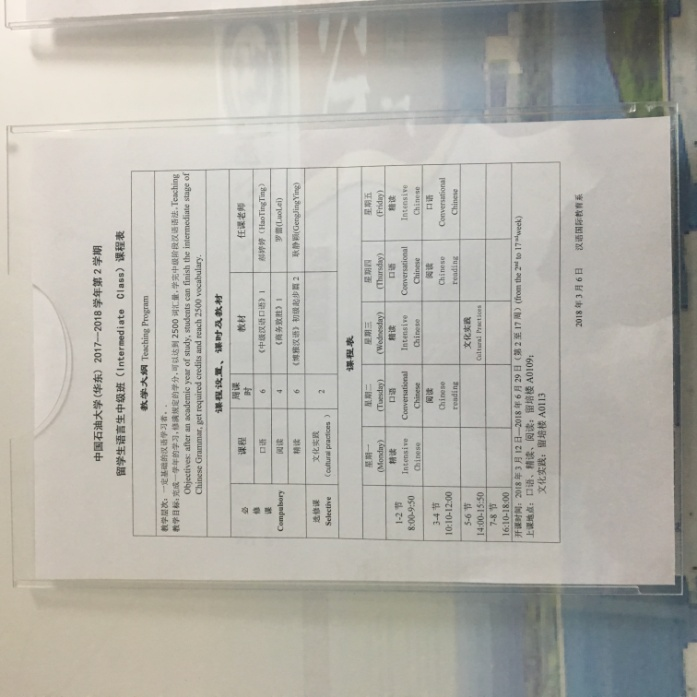 中国石油大学(华东) 2017—2018 学年第 2 学期
留学生语言生中级班（Intermediate Class）课程表
教学大纲 Teaching Program
教学层次：一定基础的汉语学习者。.
教学目标：完成一学年的学习，修满规定的学分，可以达到 2500 词汇量，学完中级阶段汉语语法。Teaching
Objectives: after an academic year of study, students can finish the intermediate stage of
Chinese Grammar, get required credits and reach 2500 vocabulary.
课程设置、课时及教材
课程 周课时 教材 任课老师
必修课 Compulsory
口语 6 《中级汉语口语》1 郝婷婷（HaoTingTing）
阅读 4 《商务致胜》1 罗蕾(LuoLei)
精读 6 《博雅汉语》初级起步篇 2 耿静颖(GengJingYing)
选修课 Selective
文化实践（cultural practices） 2
课程表
星期一 (Monday) 星期二 (Tuesday) 星期三 (Wednesday) 星期四 (Thursday) 星期五 (Friday)
1-2 节 8:00-9:50 精读 Intensive Chinese 口语 Conversational Chinese 精读 Intensive Chinese 口语 Conversational Chinese 精读 Intensive Chinese
3-4 节 10:10-12:00 阅读 Chinese reading 阅读 Chinese reading 口语 Conversational Chinese
5-6 节 14:00-15:50 文化实践 Cultural Practices
7-8 节 16:10-18:00
开课时间：2018 年 3 月 12 日—2018 年 6 月 29 日（第 2 至 17 周），(from the 2nd to 17th week)
上课地点：口语、精读、阅读：留培楼 A0109；
文化实践：留培楼 A0113
2018 年 3 月 6 日 汉语国际教育系